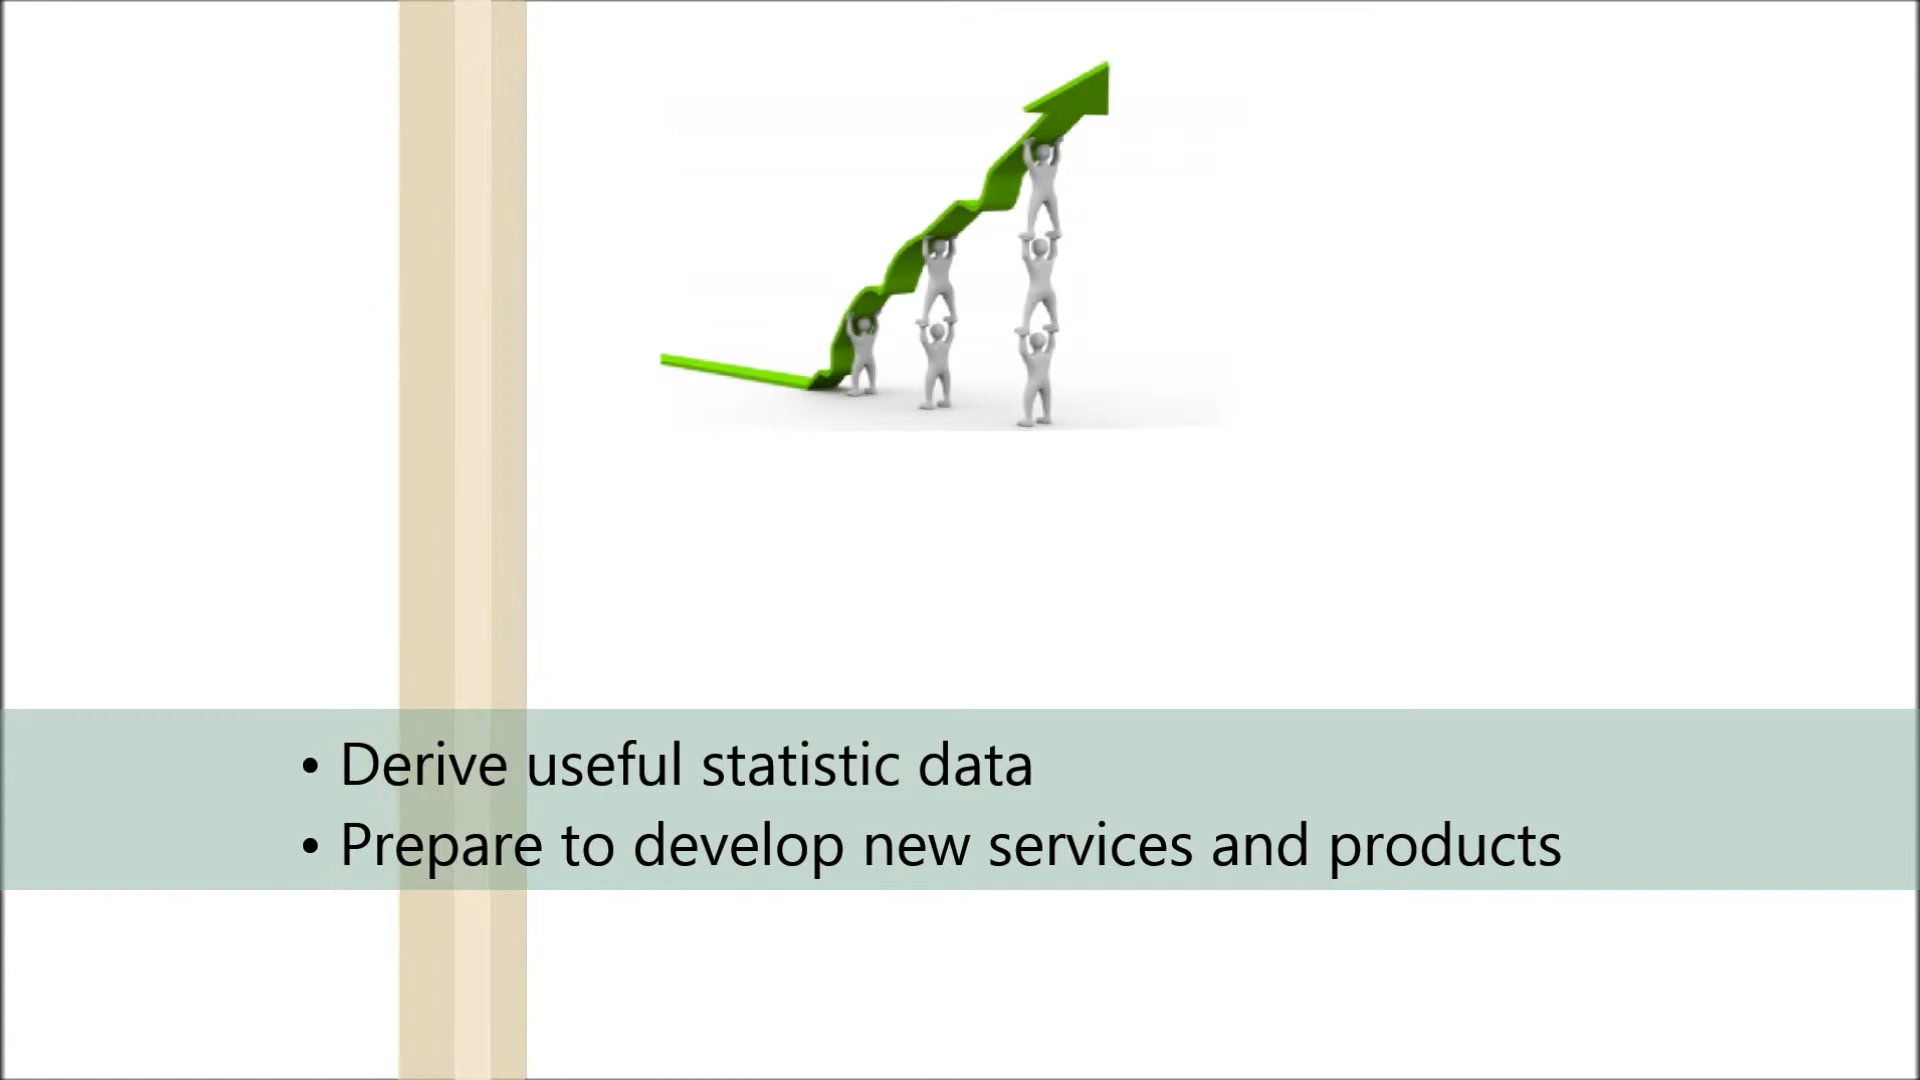 • Derive useful statistic data
• Prepare to develop new services and products